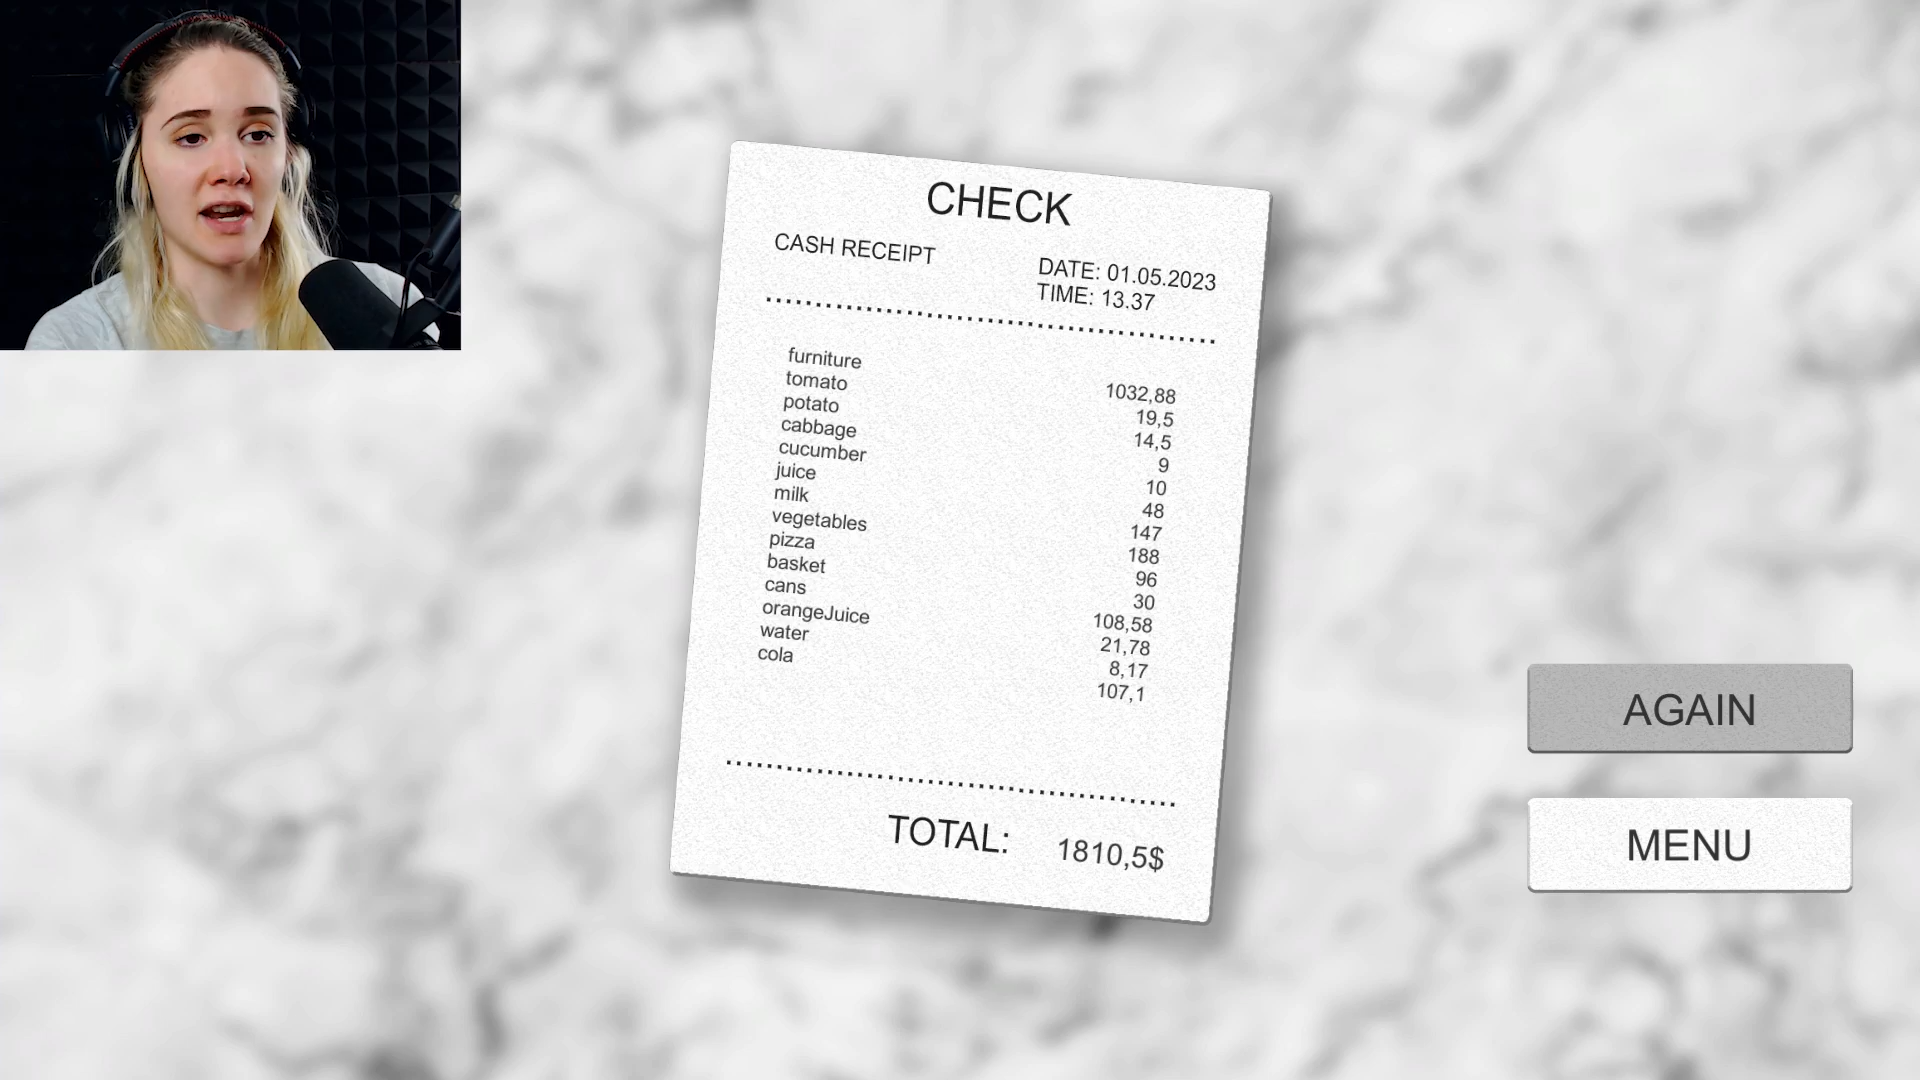 CHECK
CASH RECEIPT
DATE: 01.05.2023
TIME: 13.37
furniture 1032,88
tomato 19,5
potato 14,5
cabbage 9
cucumber 10
juice 48
milk 147
vegetables 188
pizza 96
basket 30
cans 108,58
orangeJuice 21,78
water 8,17
cola 107,1
TOTAL: 1810,5$
AGAIN
MENU